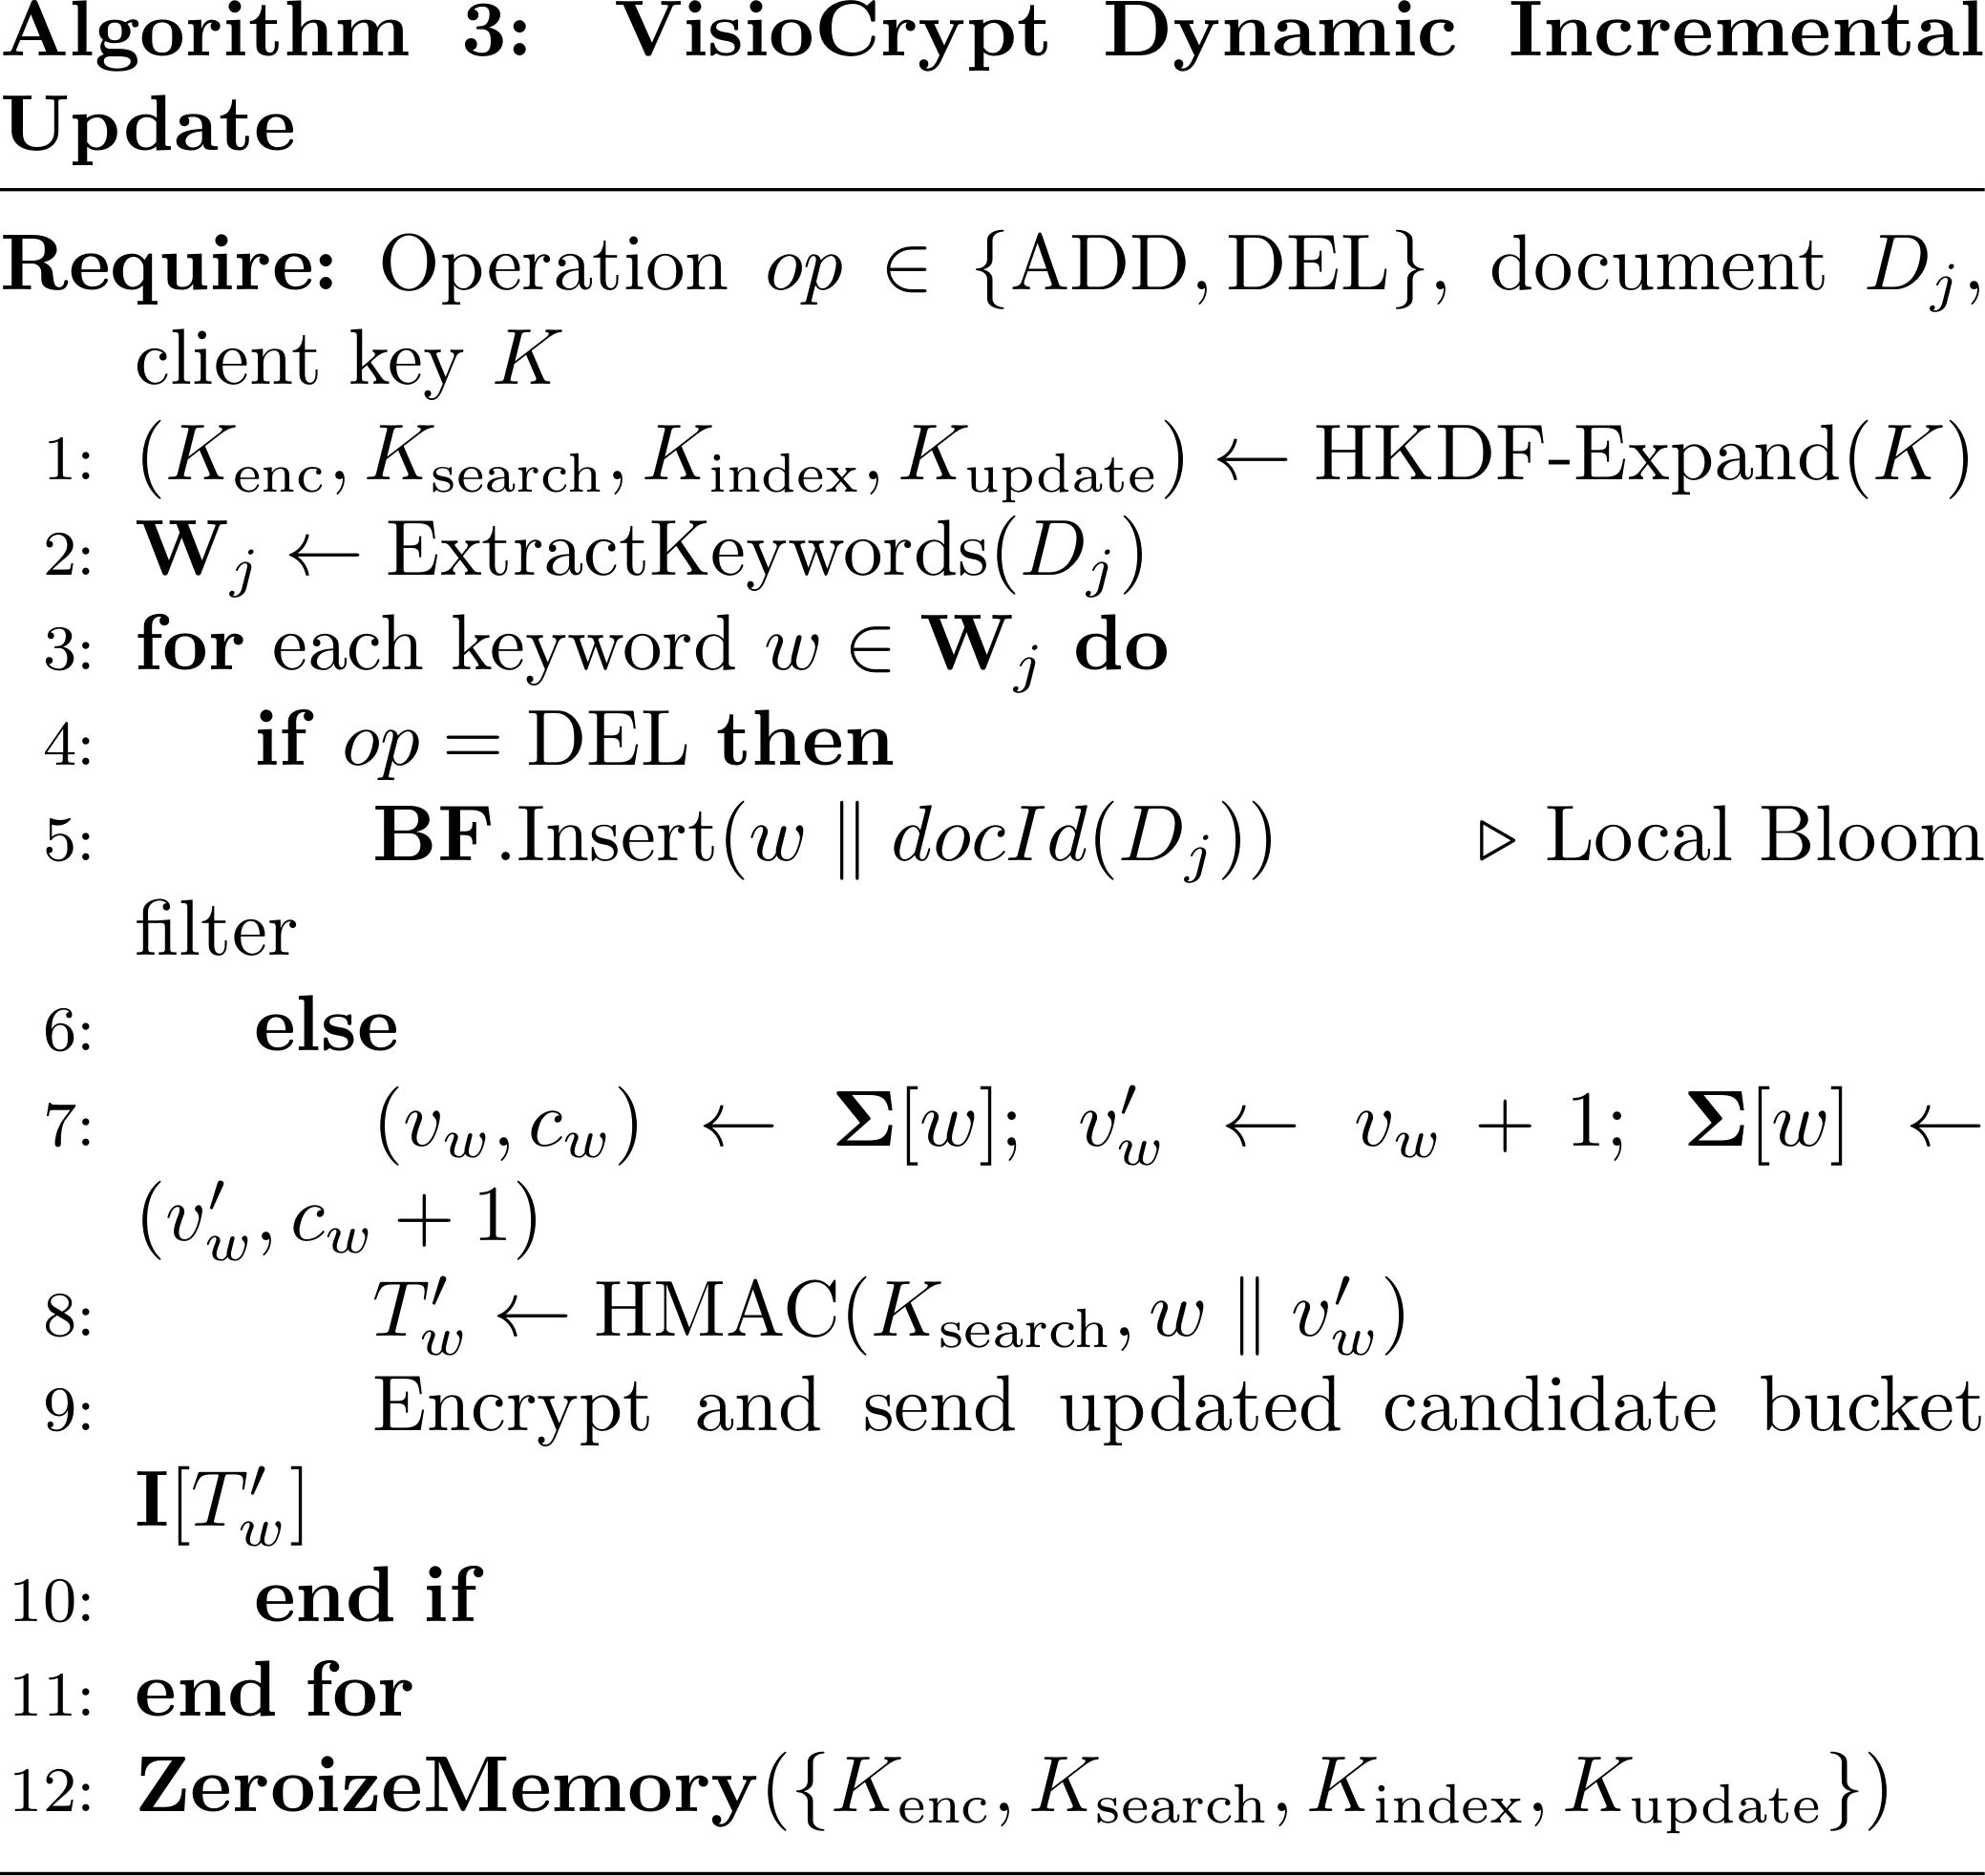 Algorithm 3: VisioCrypt Dynamic Incremental
Update
Require: Operation op ∈ {ADD, DEL}, document D_j,
client key K
1: (K_enc, K_search, K_index, K_update) ← HKDF-Expand(K)
2: W_j ← ExtractKeywords(D_j)
3: for each keyword w ∈ W_j do
4: if op = DEL then
5: BF.Insert(w ∥ docId(D_j)) ▷ Local Bloom
filter
6: else
7: (v_w, c_w) ← Σ[w]; v′_w ← v_w + 1; Σ[w] ←
(v′_w, c_w + 1)
8: T′_w ← HMAC(K_search, w ∥ v′_w)
9: Encrypt and send updated candidate bucket
I[T′_w]
10: end if
11: end for
12: ZeroizeMemory({K_enc, K_search, K_index, K_update})